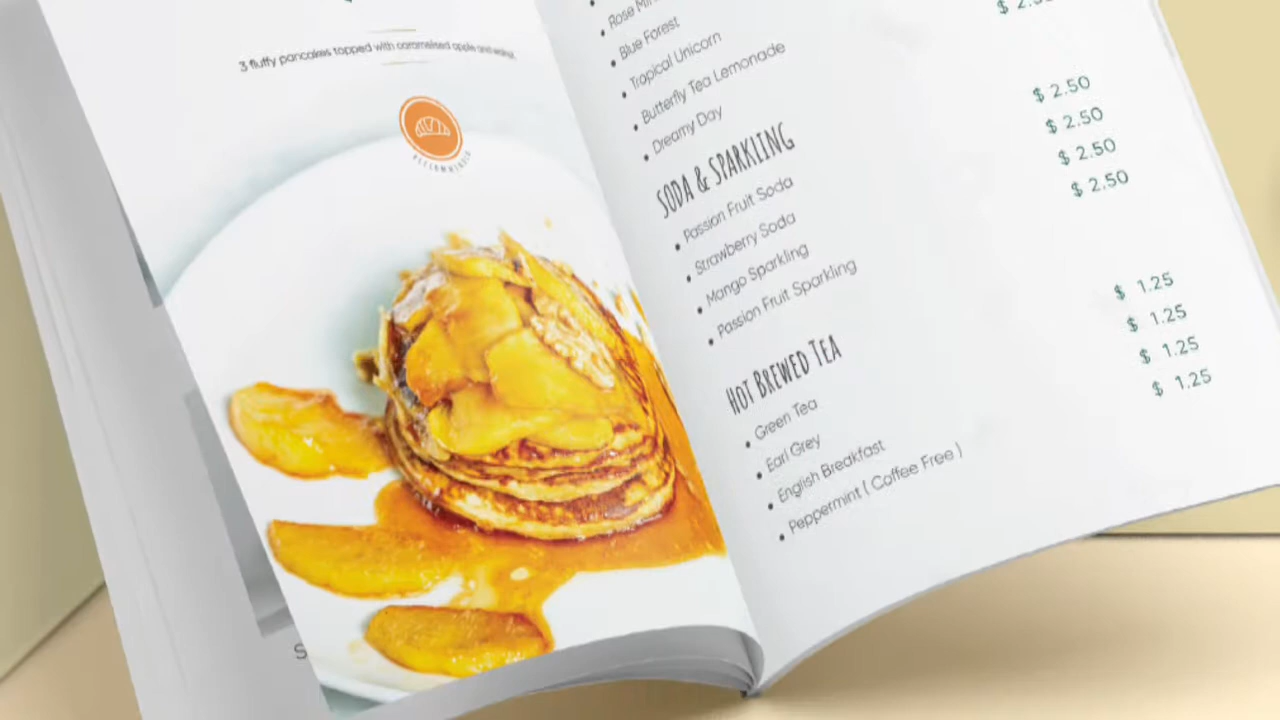 3 fluffy pancakes topped with caramelised apple and
RECOMMENDED
Rose
Blue Forest
Tropical Unicorn
Butterfly Tea Lemonade
Dreamy Day
SODA & SPARKLING
Passion Fruit Soda $ 2.50
Strawberry Soda $ 2.50
Mango Sparkling $ 2.50
Passion Fruit Sparkling $ 2.50
HOT BREWED TEA
Green Tea $ 1.25
Earl Grey $ 1.25
English Breakfast $ 1.25
Peppermint ( Coffee Free ) $ 1.25